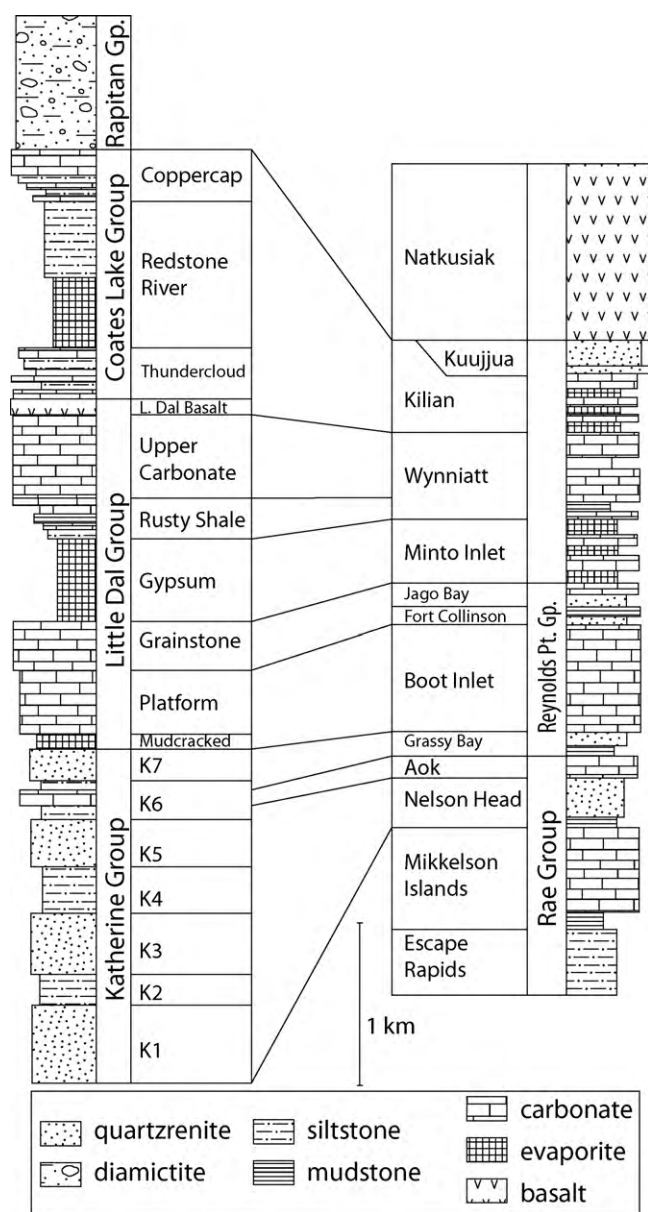 Rapitan Gp.
Coates Lake Group
Little Dal Group
Katherine Group
Coppercap
Redstone
River
Thundercloud
L. Dal Basalt
Upper
Carbonate
Rusty Shale
Gypsum
Grainstone
Platform
Mudcracked
K7
K6
K5
K4
K3
K2
K1
Natkusiak
Kuujjua
Kilian
Wynniatt
Minto Inlet
Jago Bay
Fort Collinson
Boot Inlet
Grassy Bay
Aok
Nelson Head
Mikkelson
Islands
Escape
Rapids
Reynolds Pt. Gp.
Rae Group
1 km
quartzrenite
diamictite
siltstone
mudstone
carbonate
evaporite
basalt